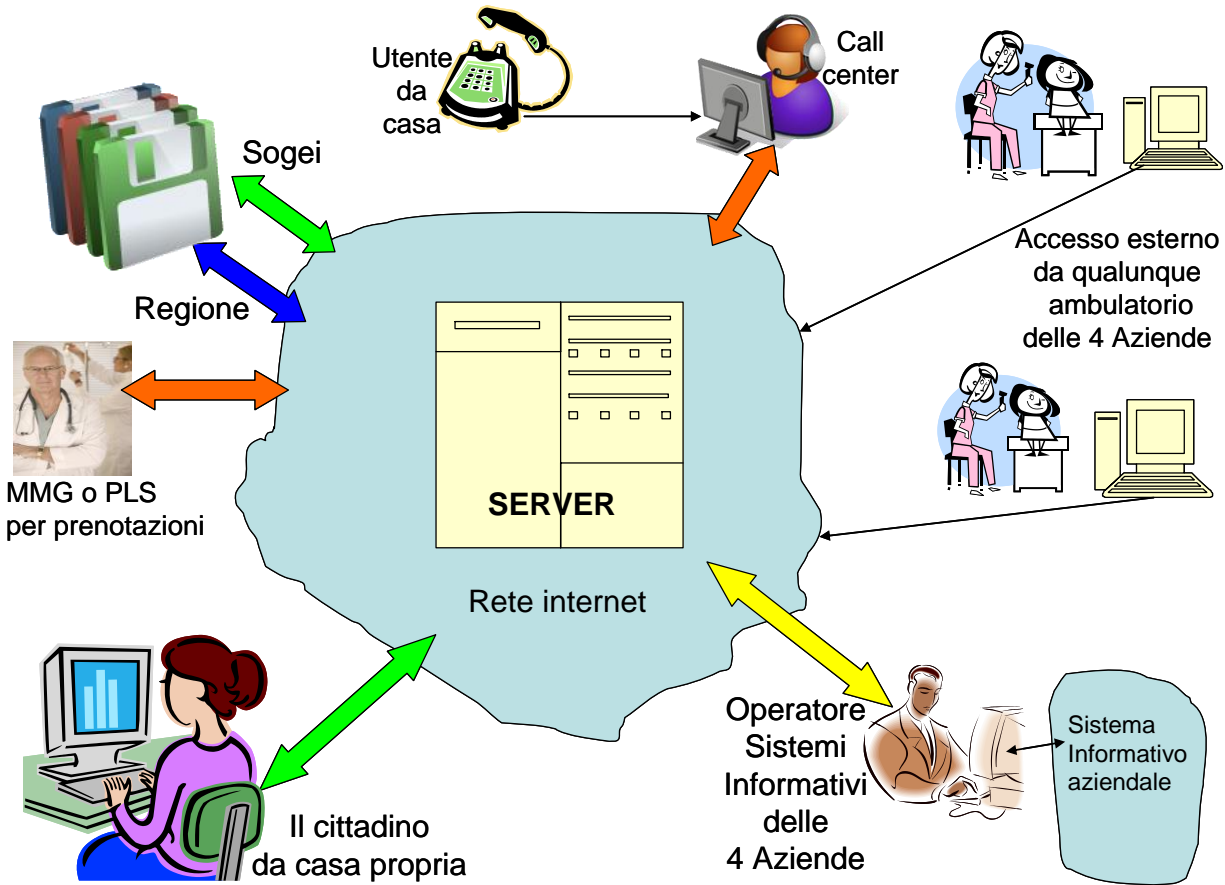 Utente
da
casa
Call
center
Sogei
Accesso esterno
da qualunque
ambulatorio
delle 4 Aziende
Regione
MMG o PLS
per prenotazioni
SERVER
Rete internet
Operatore
Sistemi
Informativi
delle
4 Aziende
Sistema
Informativo
aziendale
Il cittadino
da casa propria